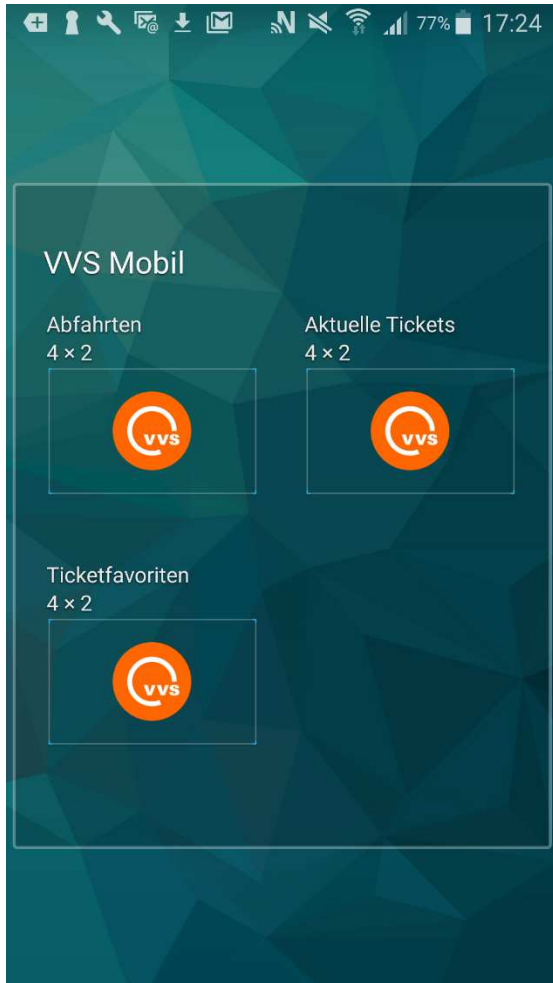 77% 17:24
VVS Mobil
Abfahrten
4 × 2
Aktuelle Tickets
4 × 2
vvs
vvs
Ticketfavoriten
4 × 2
vvs